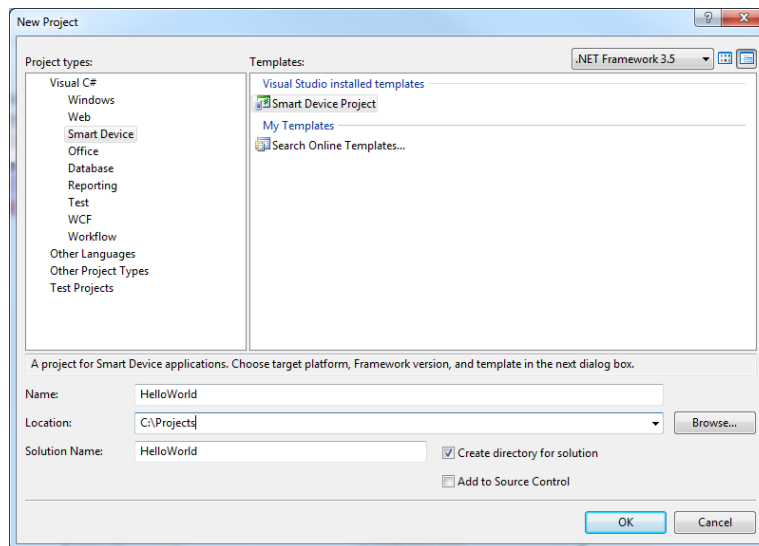 New Project
Project types:
Templates:
.NET Framework 3.5
Visual C#
Windows
Web
Smart Device
Office
Database
Reporting
Test
WCF
Workflow
Other Languages
Other Project Types
Test Projects
Visual Studio installed templates
Smart Device Project
My Templates
Search Online Templates...
A project for Smart Device applications. Choose target platform, Framework version, and template in the next dialog box.
Name:
HelloWorld
Location:
C:\Projects
Browse...
Solution Name:
HelloWorld
Create directory for solution
Add to Source Control
OK
Cancel